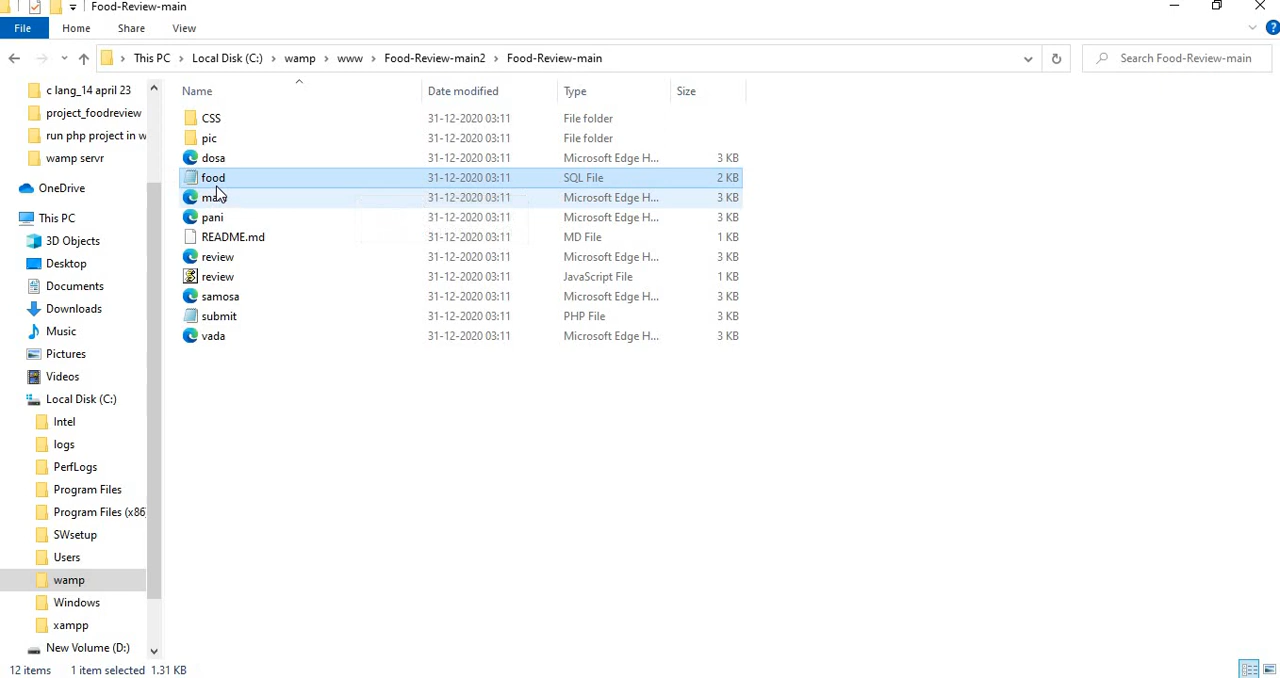 Food-Review-main
File Home Share View
This PC Local Disk (C:) wamp www Food-Review-main2 Food-Review-main Search Food-Review-main
c lang_14 april 23
project_foodreview
run php project in w
wamp servr
OneDrive
This PC
3D Objects
Desktop
Documents
Downloads
Music
Pictures
Videos
Local Disk (C:)
Intel
logs
PerfLogs
Program Files
Program Files (x86
SWsetup
Users
wamp
Windows
xampp
New Volume (D:)
Name Date modified Type Size
CSS 31-12-2020 03:11 File folder
pic 31-12-2020 03:11 File folder
dosa 31-12-2020 03:11 Microsoft Edge H... 3 KB
food 31-12-2020 03:11 SQL File 2 KB
31-12-2020 03:11 Microsoft Edge H... 3 KB
pani 31-12-2020 03:11 Microsoft Edge H... 3 KB
README.md 31-12-2020 03:11 MD File 1 KB
review 31-12-2020 03:11 Microsoft Edge H... 3 KB
review 31-12-2020 03:11 JavaScript File 1 KB
samosa 31-12-2020 03:11 Microsoft Edge H... 3 KB
submit 31-12-2020 03:11 PHP File 3 KB
vada 31-12-2020 03:11 Microsoft Edge H... 3 KB
12 items 1 item selected 1.31 KB